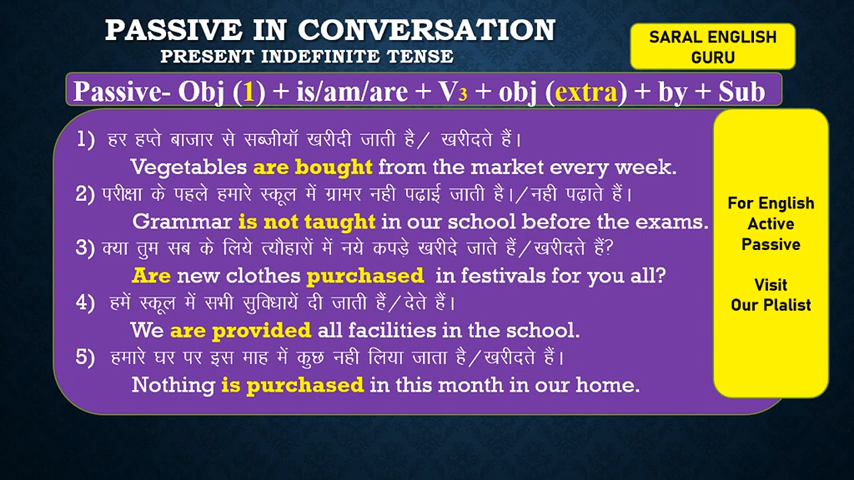 PASSIVE IN CONVERSATION
PRESENT INDEFINITE TENSE
SARAL ENGLISH
GURU
Passive- Obj (1) + is/am/are + V3 + obj (extra) + by + Sub
1) हर हफ्ते बाजार से सब्जीयॉ खरीदी जाती है/ खरीदते हैं।
Vegetables are bought from the market every week.
2) परीक्षा के पहले हमारे स्कूल में ग्रामर नही पढ़ाई जाती है।/नही पढ़ाते हैं।
Grammar is not taught in our school before the exams.
3) क्या तुम सब के लिये त्यौहारों में नये कपड़े खरीदे जाते हैं/खरीदते हैं?
Are new clothes purchased in festivals for you all?
4) हमें स्कूल में सभी सुविधायें दी जाती हैं/देते हैं।
We are provided all facilities in the school.
5) हमारे घर पर इस माह में कुछ नही लिया जाता है/खरीदते हैं।
Nothing is purchased in this month in our home.
For English
Active
Passive
Visit
Our Plalist